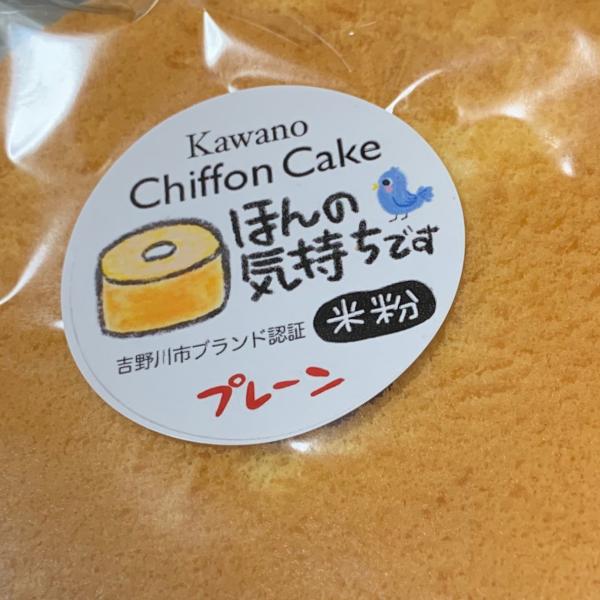 Kawano
Chiffon Cake
ほんの
気持ちです
吉野川市ブランド認証
米粉
プレーン